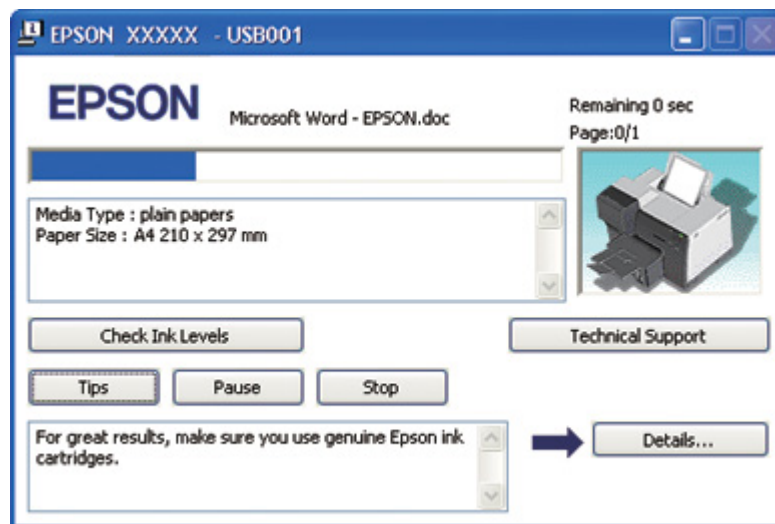 EPSON XXXXX - USB001
EPSON
Microsoft Word - EPSON.doc
Remaining 0 sec
Page:0/1
Media Type : plain papers
Paper Size : A4 210 x 297 mm
Check Ink Levels
Technical Support
Tips
Pause
Stop
For great results, make sure you use genuine Epson ink
cartridges.
Details...